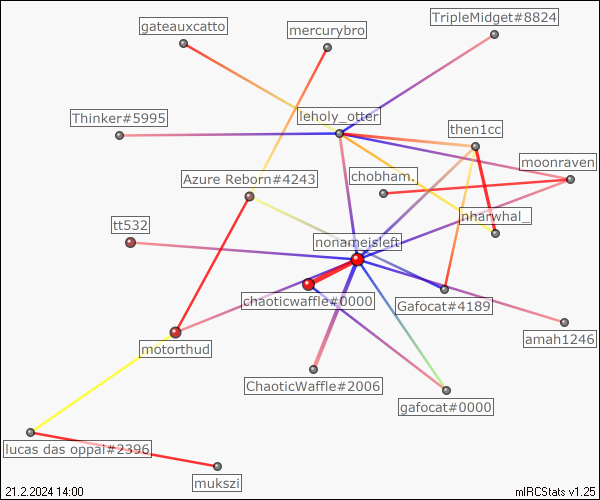 TripleMidget#8824
gateauxcatto
mercurybro
Thinker#5995
leholy_otter
then1cc
moonraven
chobham.
Azure Reborn#4243
nharwhal_
tt532
nonameisleft
chaoticwaffle#0000
Gafocat#4189
amah1246
motorthud
ChaoticWaffle#2006
gafocat#0000
lucas das oppai#2396
mukszi
21.2.2024 14:00
mIRCStats v1.25